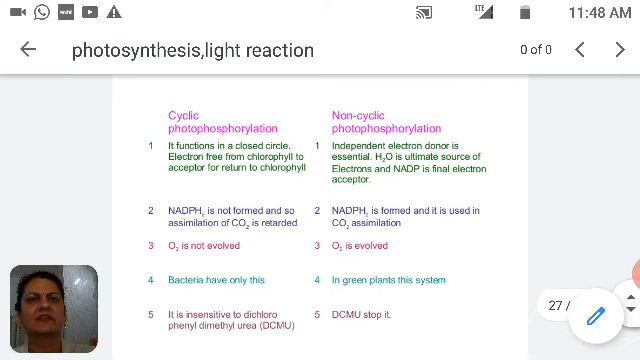 LTE
11:48 AM
photosynthesis,light reaction
0 of 0
Cyclic
photophosphorylation
Non-cyclic
photophosphorylation
1 It functions in a closed circle.
Electron free from chlorophyll to
acceptor for return to chlorophyll
1 Independent electron donor is
essential. H₂O is ultimate source of
Electrons and NADP is final electron
acceptor.
2 NADPH₂ is not formed and so
assimilation of CO₂ is retarded
2 NADPH₂ is formed and it is used in
CO₂ assimilation
3 O₂ is not evolved
3 O₂ is evolved
4 Bacteria have only this
4 In green plants this system
5 It is insensitive to dichloro
phenyl dimethyl urea (DCMU)
5 DCMU stop it.
27 /